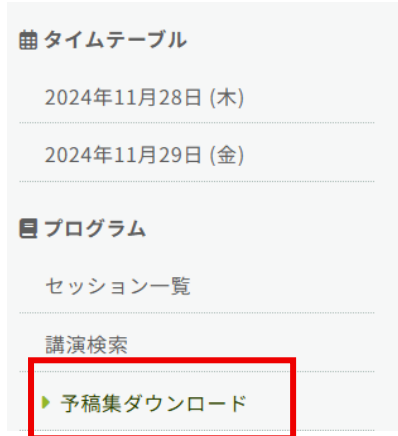 タイムテーブル
2024年11月28日 (木)
2024年11月29日 (金)
プログラム
セッション一覧
講演検索
予稿集ダウンロード